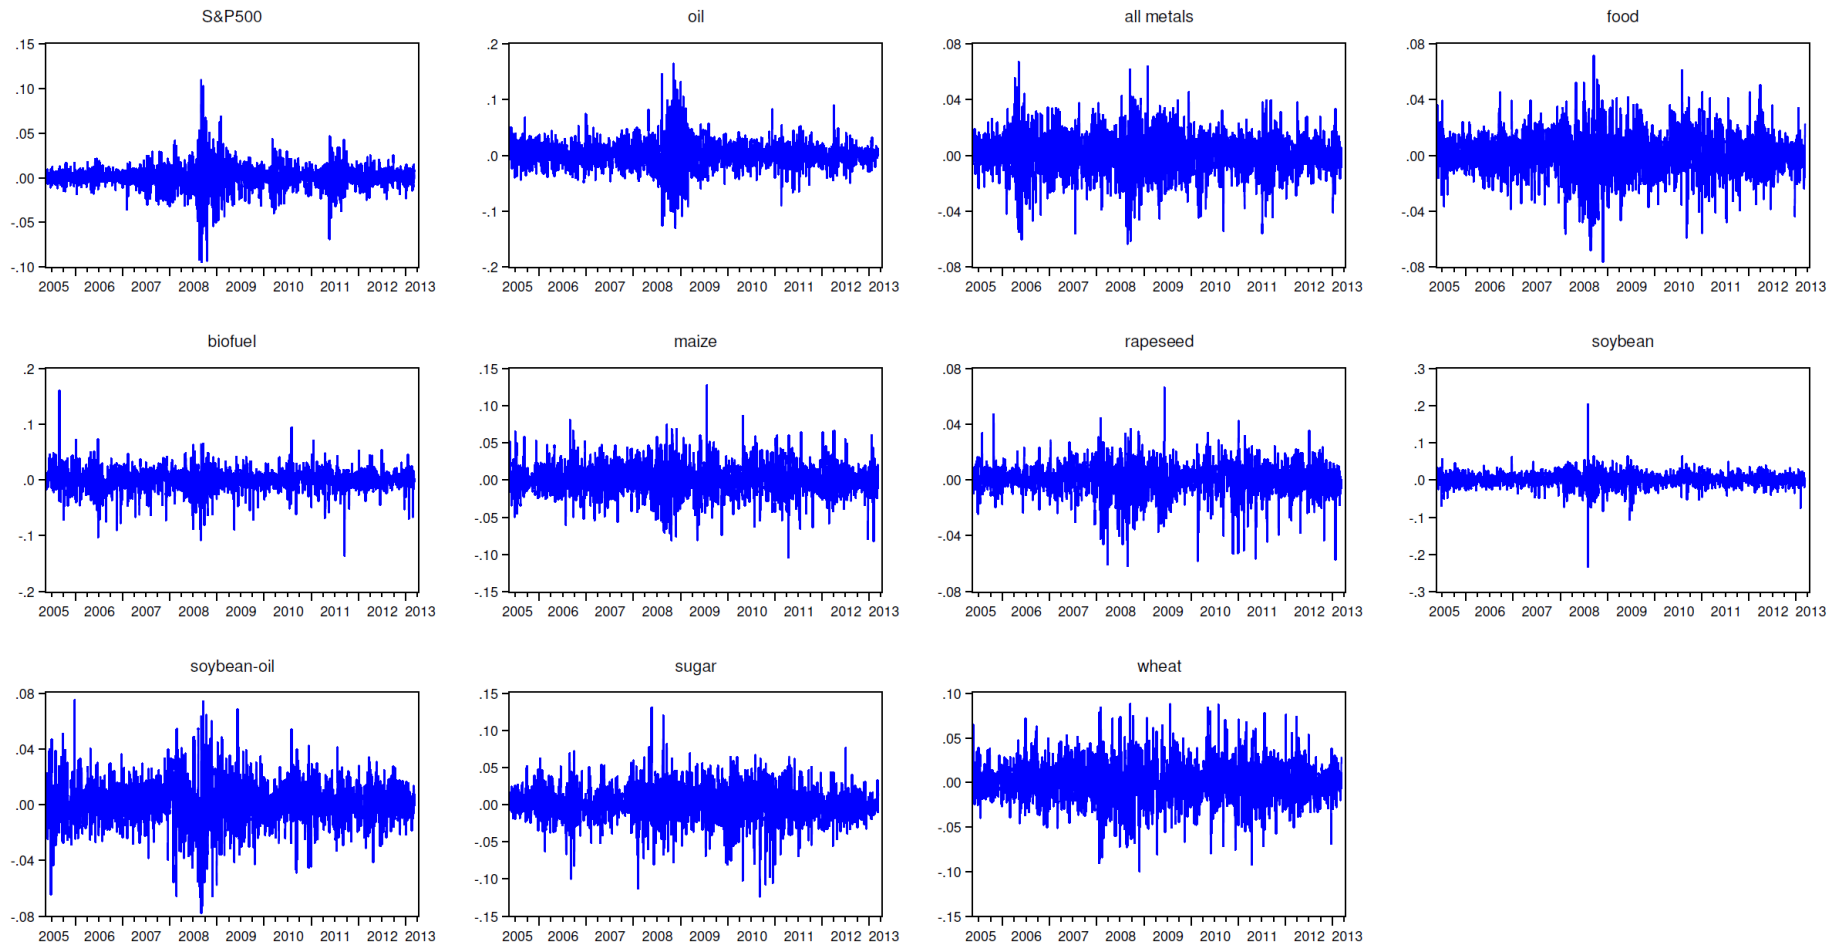 S&P500 oil all metals food
.15 .2 .08 .08
.10 .1 .04 .04
.05
.00 .0 .00 .00
-.05 -.1 -.04 -.04
-.10 -.2 -.08 -.08
2005 2006 2007 2008 2009 2010 2011 2012 2013 2005 2006 2007 2008 2009 2010 2011 2012 2013 2005 2006 2007 2008 2009 2010 2011 2012 2013 2005 2006 2007 2008 2009 2010 2011 2012 2013
biofuel maize rapeseed soybean
.2 .15 .08 .3
.10 .2
.1 .05 .04 .1
.0 .00 .00 .0
-.1 -.05 -.04 -.1
-.10 -.2
-.2 -.15 -.08 -.3
2005 2006 2007 2008 2009 2010 2011 2012 2013 2005 2006 2007 2008 2009 2010 2011 2012 2013 2005 2006 2007 2008 2009 2010 2011 2012 2013 2005 2006 2007 2008 2009 2010 2011 2012 2013
soybean-oil sugar wheat
.08 .15 .10
.04 .10 .05
.05
.00 .00 .00
-.05 -.05
-.04 -.10 -.10
-.08 -.15 -.15
2005 2006 2007 2008 2009 2010 2011 2012 2013 2005 2006 2007 2008 2009 2010 2011 2012 2013 2005 2006 2007 2008 2009 2010 2011 2012 2013